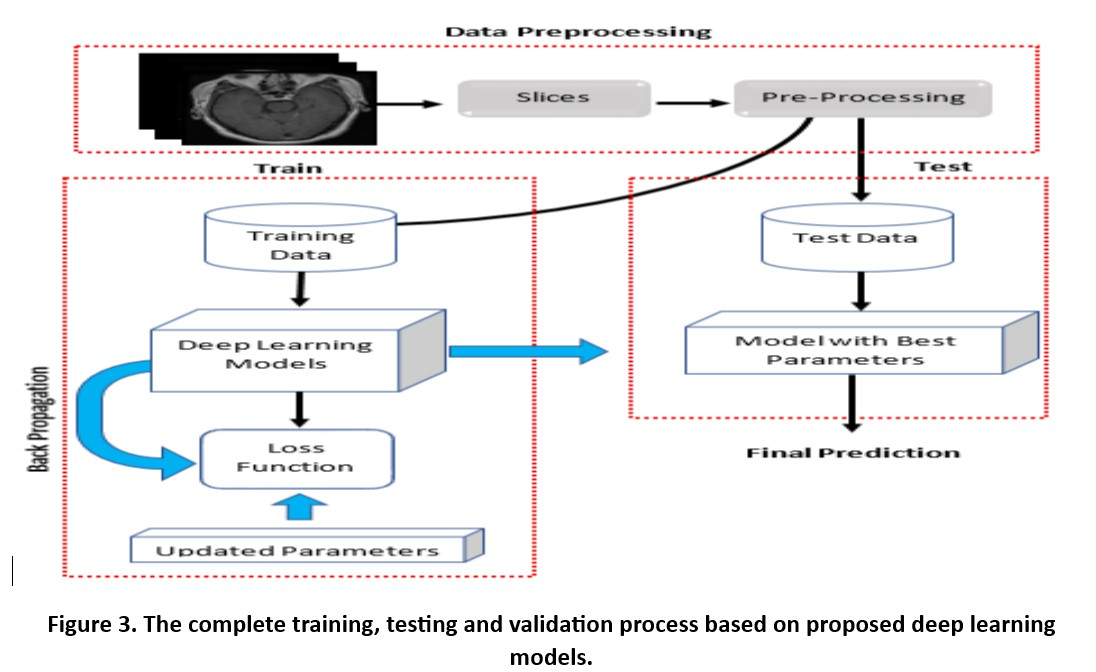 Data Preprocessing
Slices
Pre-Processing
Train
Test
Training
Data
Test Data
Deep Learning
Models
Model with Best
Parameters
Back Propagation
Loss
Function
Final Prediction
Updated Parameters
Figure 3. The complete training, testing and validation process based on proposed deep learning
models.